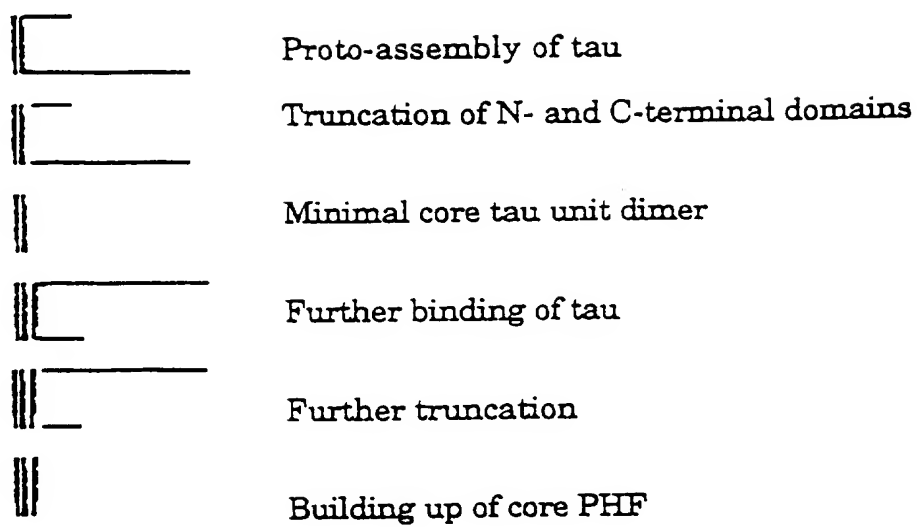 Proto-assembly of tau
Truncation of N- and C-terminal domains
Minimal core tau unit dimer
Further binding of tau
Further truncation
Building up of core PHF